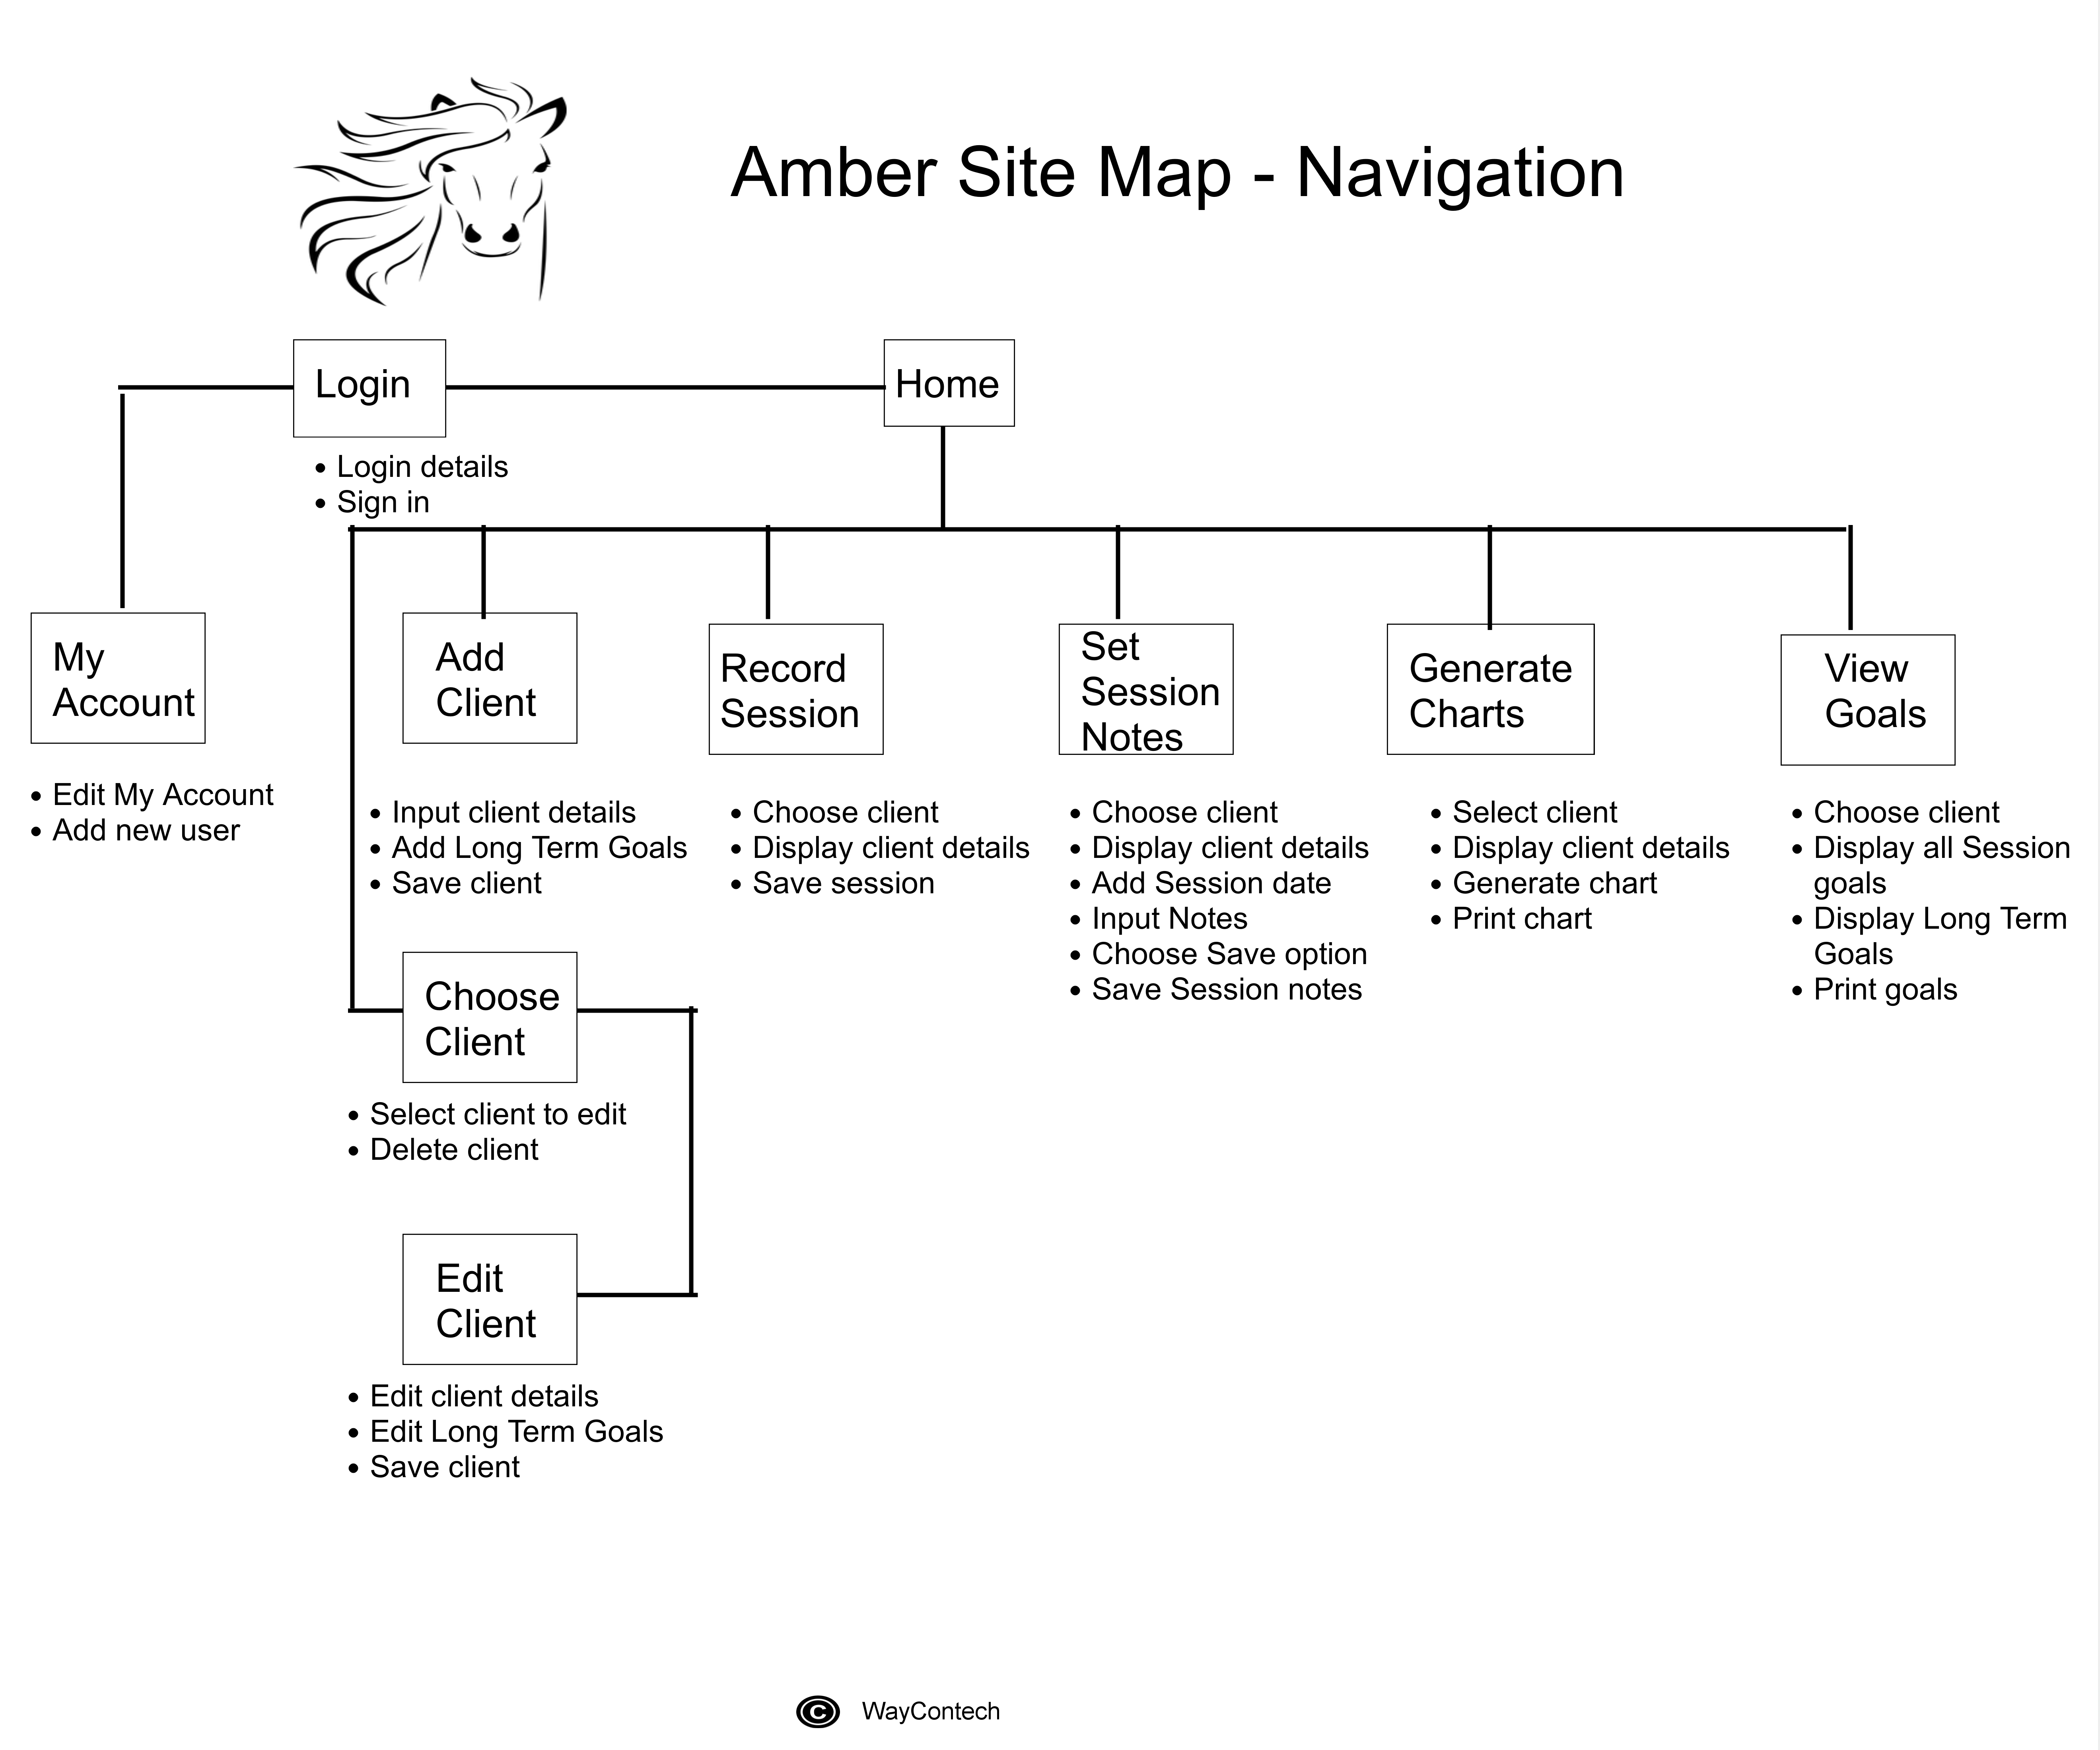 Amber Site Map - Navigation
Login
Home
• Login details
• Sign in
My
Account
• Edit My Account
• Add new user
Add
Client
• Input client details
• Add Long Term Goals
• Save client
Record
Session
• Choose client
• Display client details
• Save session
Set
Session
Notes
• Choose client
• Display client details
• Add Session date
• Input Notes
• Choose Save option
• Save Session notes
Generate
Charts
• Select client
• Display client details
• Generate chart
• Print chart
View
Goals
• Choose client
• Display all Session
goals
• Display Long Term
Goals
• Print goals
Choose
Client
• Select client to edit
• Delete client
Edit
Client
• Edit client details
• Edit Long Term Goals
• Save client
© WayContech